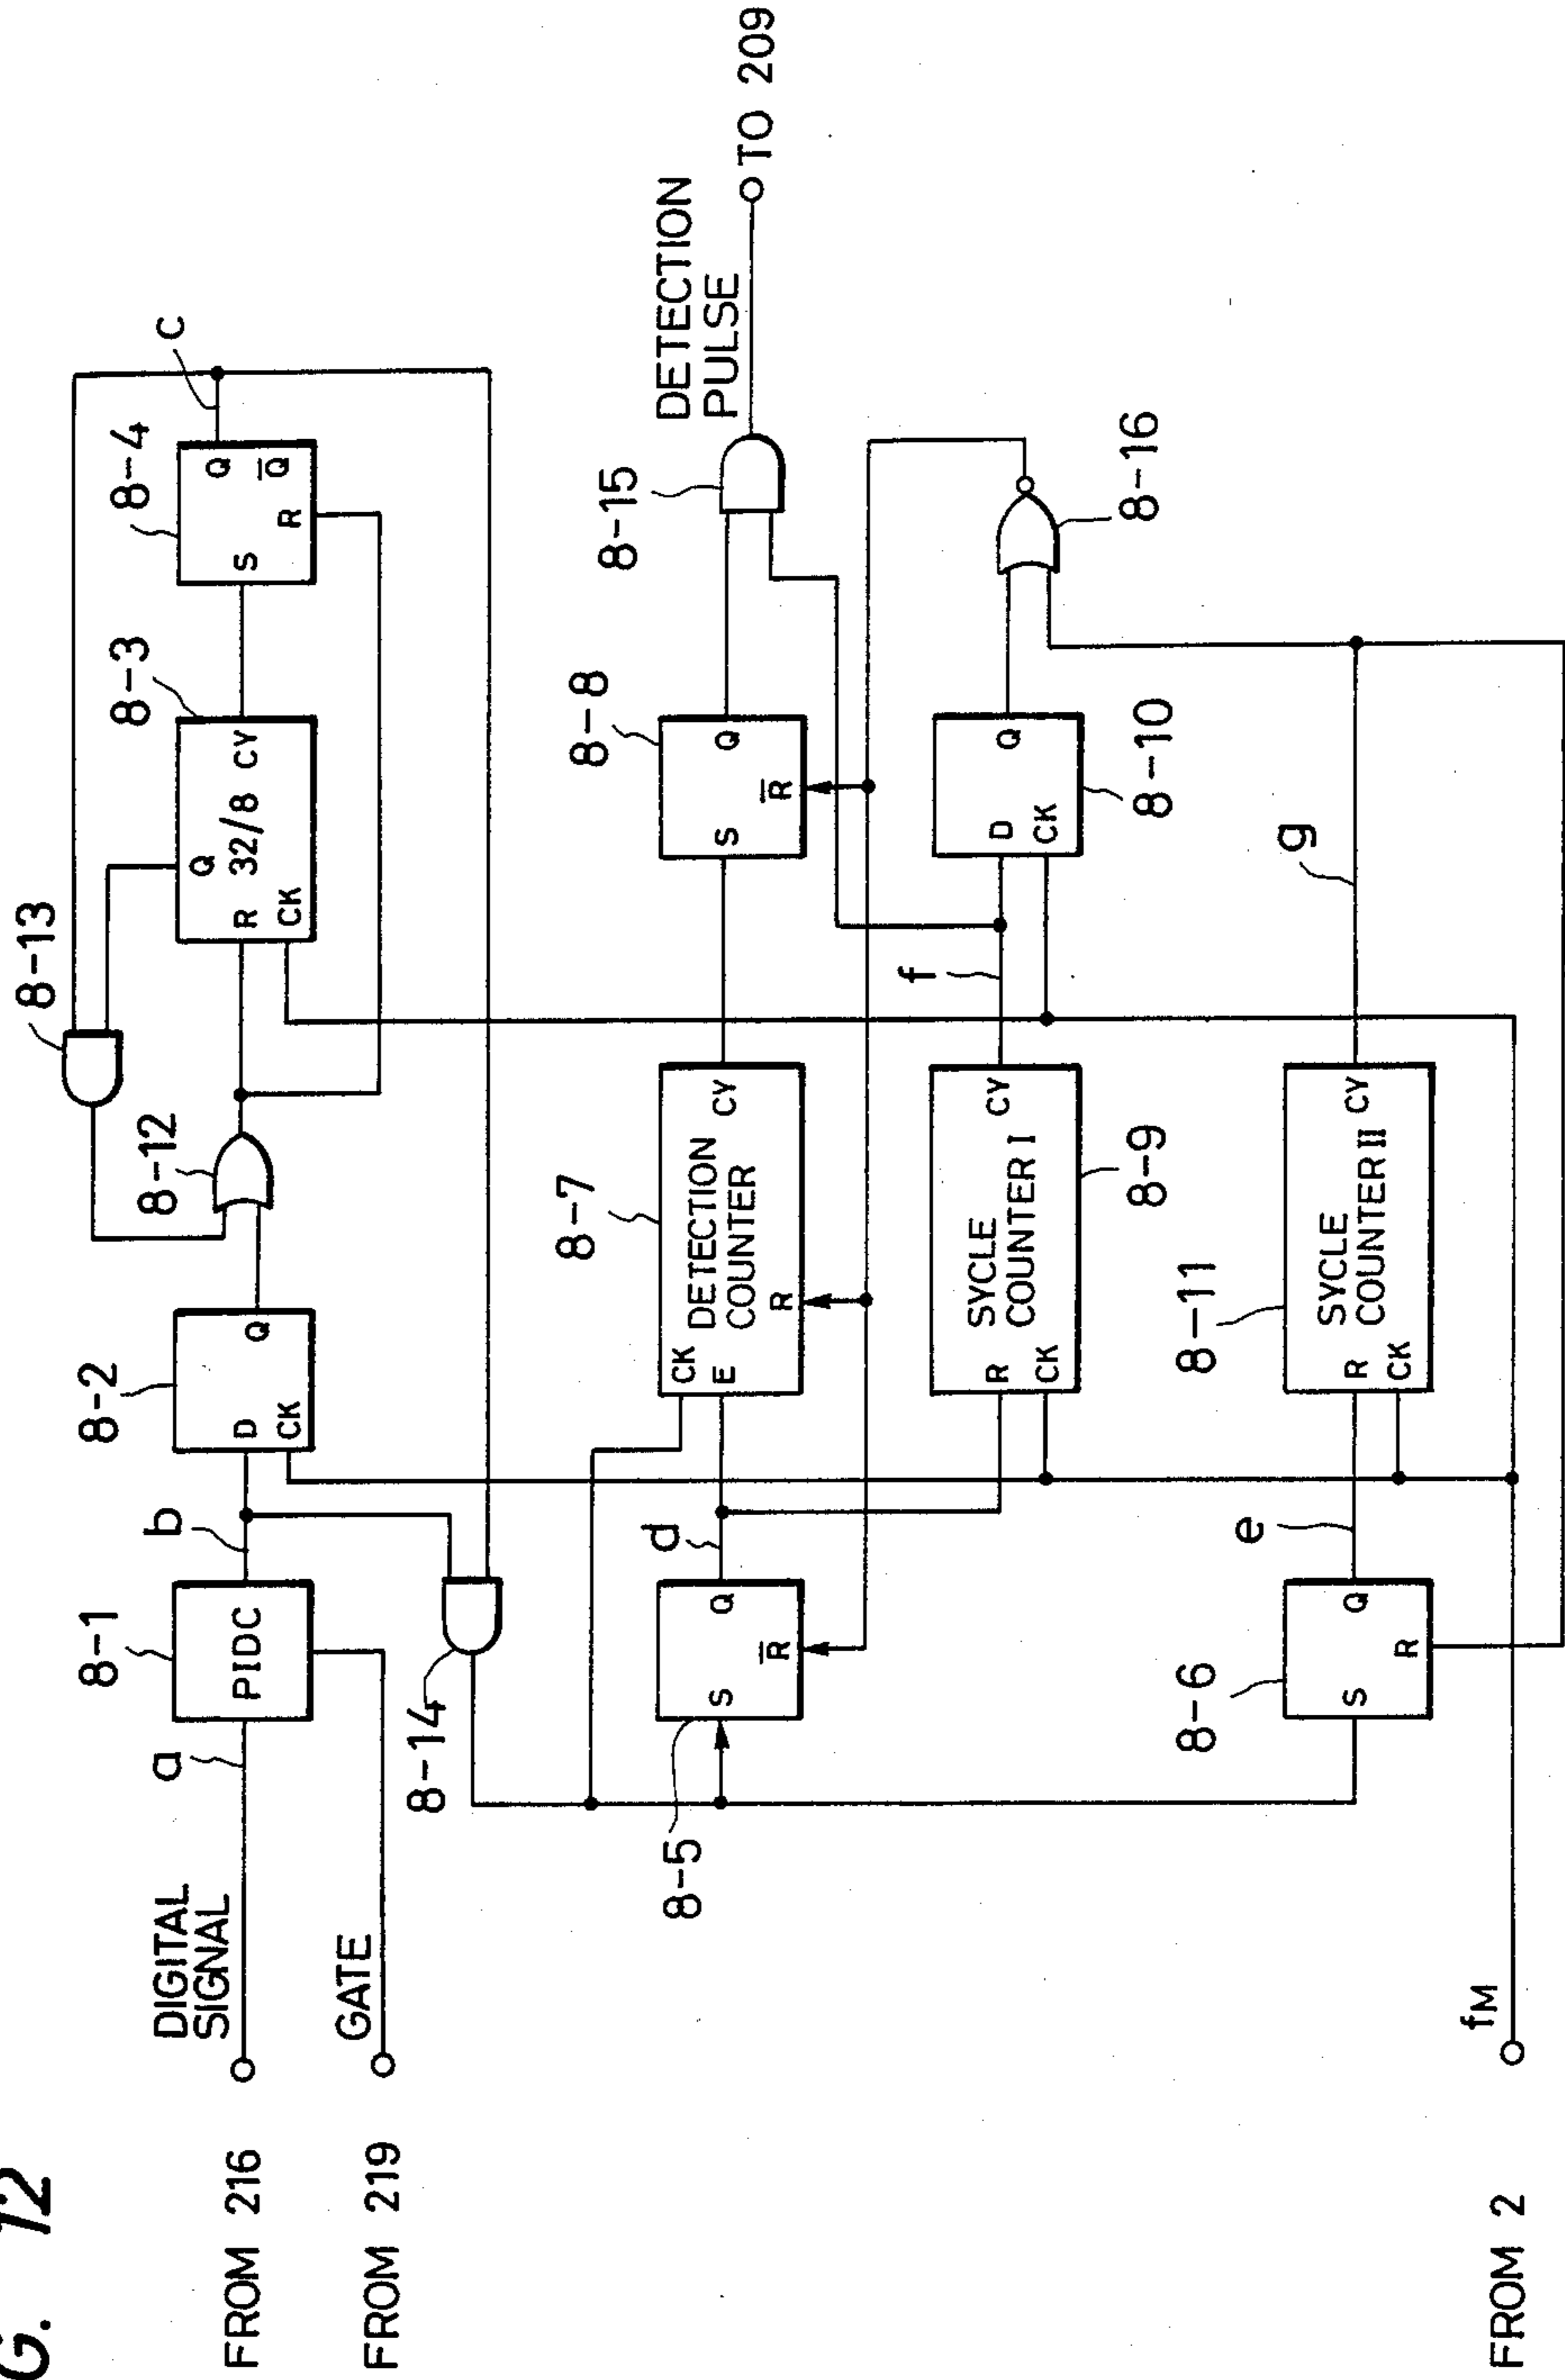 G. 12
FROM 216
DIGITAL
SIGNAL
a
8-1
PIDC
b
8-2
D
CK
Q
8-12
8-13
8-3
Q
R 32/8 CY
CK
8-4
S
R
Q
Q̅
c
FROM 219
GATE
8-14
8-5
S
R̅
Q
d
8-7
CK
E
DETECTION
COUNTER
R
CY
8-8
S
R̅
Q
8-15
DETECTION
PULSE
TO 209
R
CK
SYCLE
COUNTER I
CY
8-9
f
D
CK
Q
8-10
8-16
8-6
S
R
Q
e
8-11
R
CK
SYCLE
COUNTER II
CY
g
FROM 2
fM